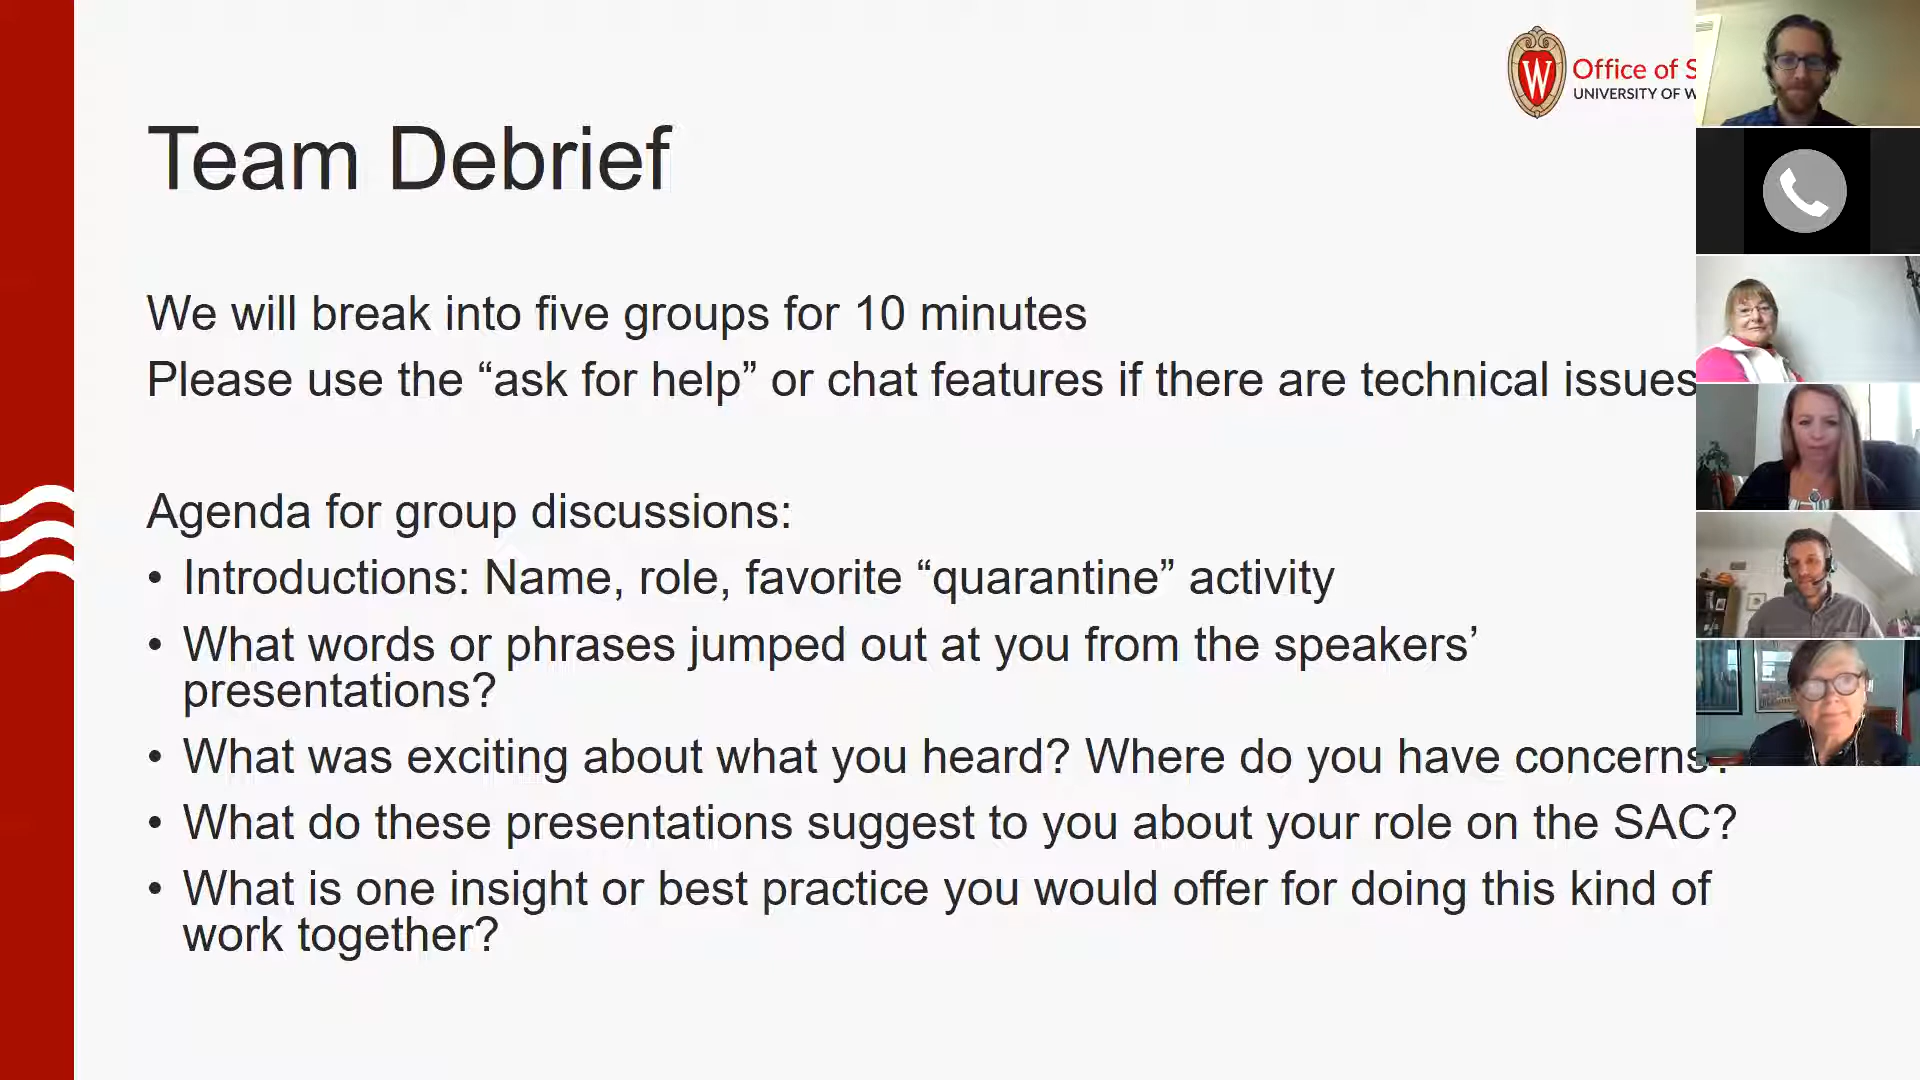 Office of S
UNIVERSITY OF W
Team Debrief
We will break into five groups for 10 minutes
Please use the “ask for help” or chat features if there are technical issues
Agenda for group discussions:
• Introductions: Name, role, favorite “quarantine” activity
• What words or phrases jumped out at you from the speakers’
presentations?
• What was exciting about what you heard? Where do you have concerns?
• What do these presentations suggest to you about your role on the SAC?
• What is one insight or best practice you would offer for doing this kind of
work together?